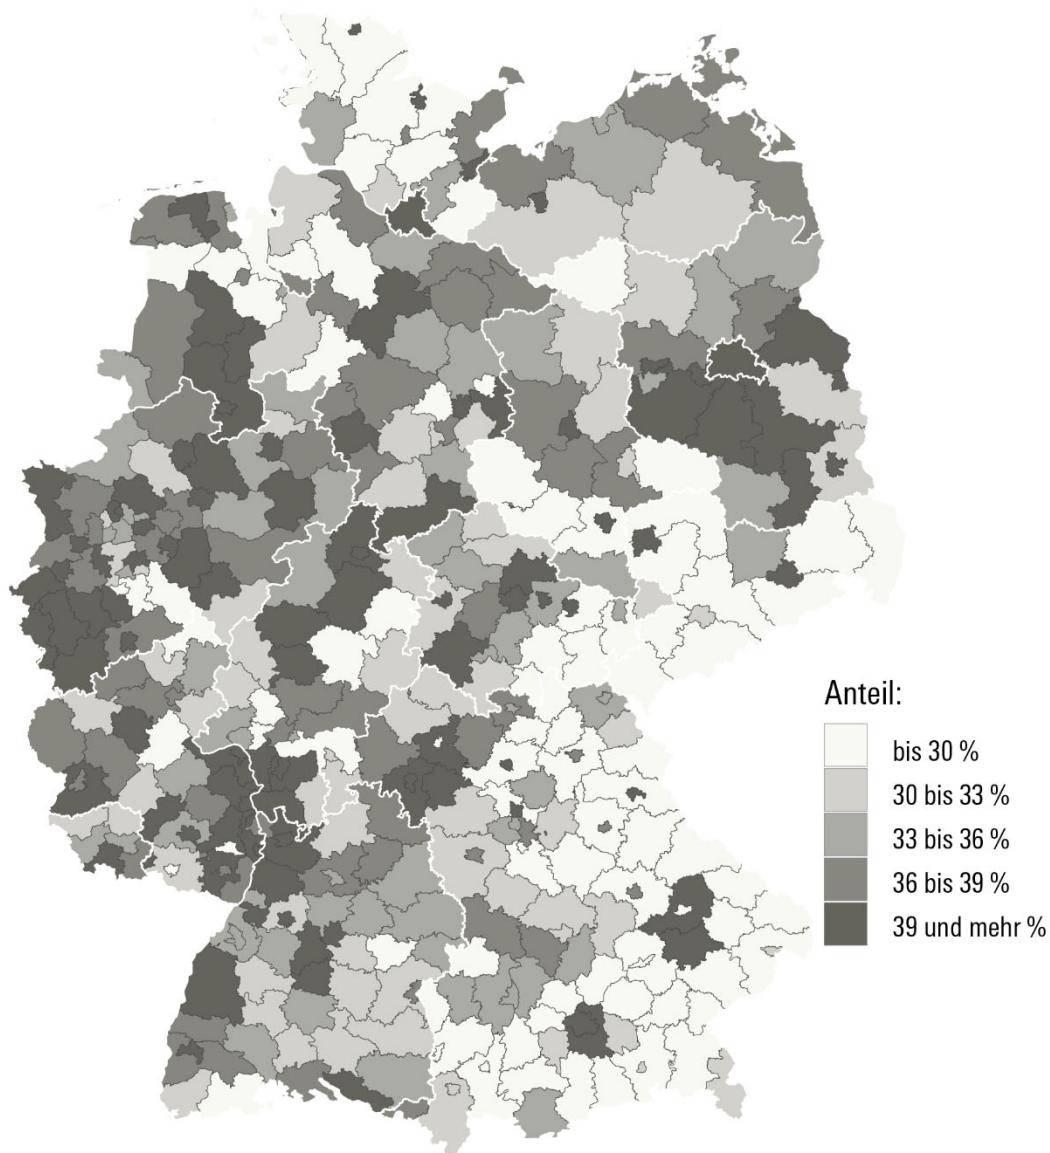 Anteil:
bis 30 %
30 bis 33 %
33 bis 36 %
36 bis 39 %
39 und mehr %